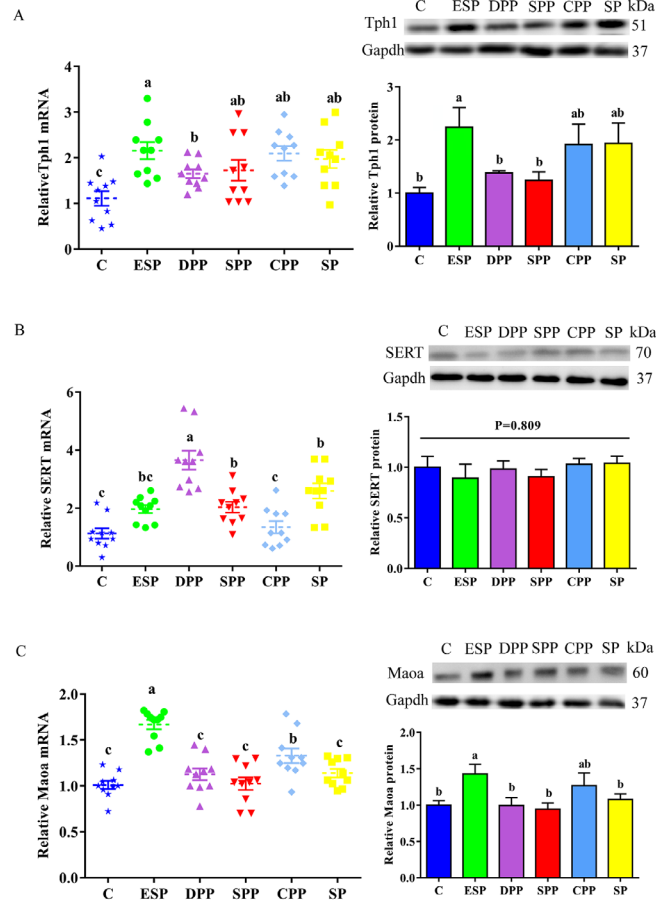 A
C ESP DPP SPP CPP SP kDa
Tph1 51
Gapdh 37
Relative Tph1 mRNA
4
3
2
1
0
c a b ab ab ab
C ESP DPP SPP CPP SP
Relative Tph1 protein
3
2
1
0
b a b b ab ab
C ESP DPP SPP CPP SP
B
C ESP DPP SPP CPP SP kDa
SERT 70
Gapdh 37
Relative SERT mRNA
6
4
2
0
c bc a b c b
C ESP DPP SPP CPP SP
Relative SERT protein
1.5
1.0
0.5
0.0
P=0.809
C ESP DPP SPP CPP SP
C
C ESP DPP SPP CPP SP kDa
Maoa 60
Gapdh 37
Relative Maoa mRNA
2.0
1.5
1.0
0.5
0.0
c a c c b c
C ESP DPP SPP CPP SP
Relative Maoa protein
2.0
1.5
1.0
0.5
0.0
b a b b ab b
C ESP DPP SPP CPP SP